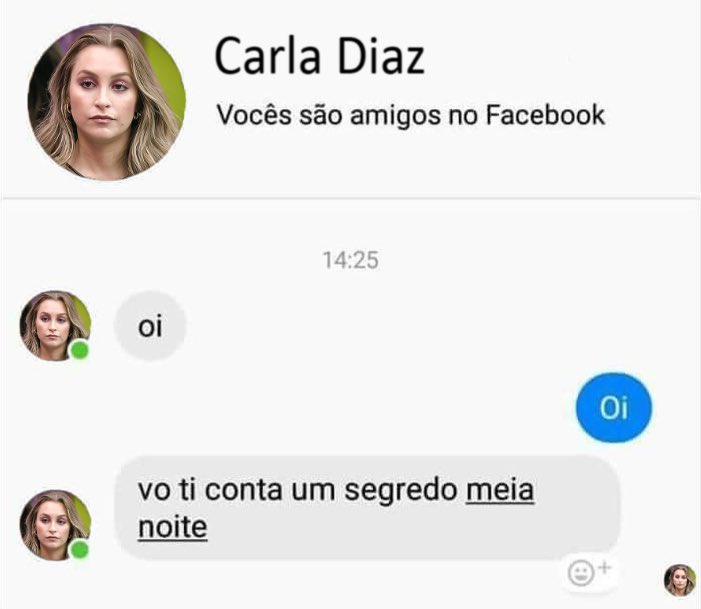 Carla Diaz
Vocês são amigos no Facebook
14:25
oi
Oi
vo ti conta um segredo meia
noite